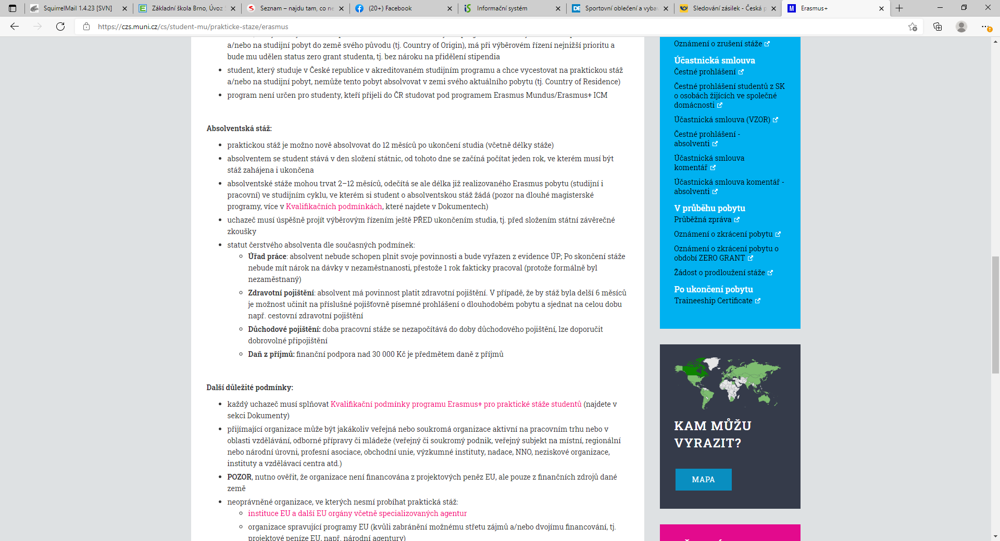 SquirrelMail 1.4.23 [SVN]
Základní škola Brno, Úvoz
Seznam – najdu tam, co ne
(20+) Facebook
Informační systém
Sportovní oblečení a vyba
Sledování zásilek - Česká p
Erasmus+
https://czs.muni.cz/cs/student-mu/prakticke-staze/erasmus
a/nebo na studijní pobyt do země svého původu (tj. Country of Origin), má při výběrovém řízení nejnižší prioritu a
bude mu udělen status zero grant studenta, tj. bez nároku na přidělení stipendia
student, který studuje v České republice v akreditovaném studijním programu a chce vycestovat na praktickou stáž
a/nebo na studijní pobyt, nemůže tento pobyt absolvovat v zemi svého aktuálního pobytu (tj. Country of Residence)
program není určen pro studenty, kteří přijeli do ČR studovat pod programem Erasmus Mundus/Erasmus+ ICM
Absolventská stáž:
praktickou stáž je možno nově absolvovat do 12 měsíců po ukončení studia (včetně délky stáže)
absolventem se student stává v den složení státnic, od tohoto dne se začíná počítat jeden rok, ve kterém musí být
stáž zahájena i ukončena
absolventské stáže mohou trvat 2–12 měsíců, odečítá se ale délka již realizovaného Erasmus pobytu (studijní i
pracovní) ve studijním cyklu, ve kterém si student o absolventskou stáž žádá (pozor na dlouhé magisterské
programy, více v Kvalifikačních podmínkách, které najdete v Dokumentech)
uchazeč musí úspěšně projít výběrovým řízením ještě PŘED ukončením studia, tj. před složením státní závěrečné
zkoušky
statut čerstvého absolventa dle současných podmínek:
Úřad práce: absolvent nebude schopen plnit svoje povinnosti a bude vyřazen z evidence ÚP; Po skončení stáže
nebude mít nárok na dávky v nezaměstnanosti, přestože 1 rok fakticky pracoval (protože formálně byl
nezaměstnaný)
Zdravotní pojištění: absolvent má povinnost platit zdravotní pojištění. V případě, že by stáž byla delší 6 měsíců
je možnost učinit na příslušné pojišťovně písemné prohlášení o dlouhodobém pobytu a sjednat na celou dobu
např. cestovní zdravotní pojištění
Důchodové pojištění: doba pracovní stáže se nezapočítává do doby důchodového pojištění, lze doporučit
dobrovolné připojištění
Daň z příjmů: finanční podpora nad 30 000 Kč je předmětem daně z příjmů
Další důležité podmínky:
každý uchazeč musí splňovat Kvalifikační podmínky programu Erasmus+ pro praktické stáže studentů (najdete v
sekci Dokumenty)
přijímající organizace může být jakákoliv veřejná nebo soukromá organizace aktivní na pracovním trhu nebo v
oblasti vzdělávání, odborné přípravy či mládeže (veřejný či soukromý podnik, veřejný subjekt na místní, regionální
nebo národní úrovni, profesní asociace, obchodní unie, výzkumné instituty, nadace, NNO, neziskové organizace,
instituty a vzdělávací centra atd.)
POZOR, nutno ověřit, že organizace není financována z projektových peněz EU, ale pouze z finančních zdrojů dané
země
neoprávněné organizace, ve kterých nesmí probíhat praktická stáž:
instituce EU a další EU orgány včetně specializovaných agentur
organizace spravující programy EU (kvůli zabránění možnému střetu zájmů a/nebo dvojímu financování, tj.
projektové peníze EU, např. národní agentury)
Oznámení o zrušení stáže
Účastnická smlouva
Čestné prohlášení
Čestné prohlášení studentů z SK
o osobách žijících ve společné
domácnosti
Účastnická smlouva (VZOR)
Čestné prohlášení -
absolventi
Účastnická smlouva
komentář
Účastnická smlouva komentář -
absolventi
V průběhu pobytu
Průběžná zpráva
Oznámení o zkrácení pobytu
Oznámení o zkrácení pobytu o
období ZERO GRANT
Žádost o prodloužení stáže
Po ukončení pobytu
Traineeship Certificate
KAM MŮŽU
VYRAZIT?
MAPA